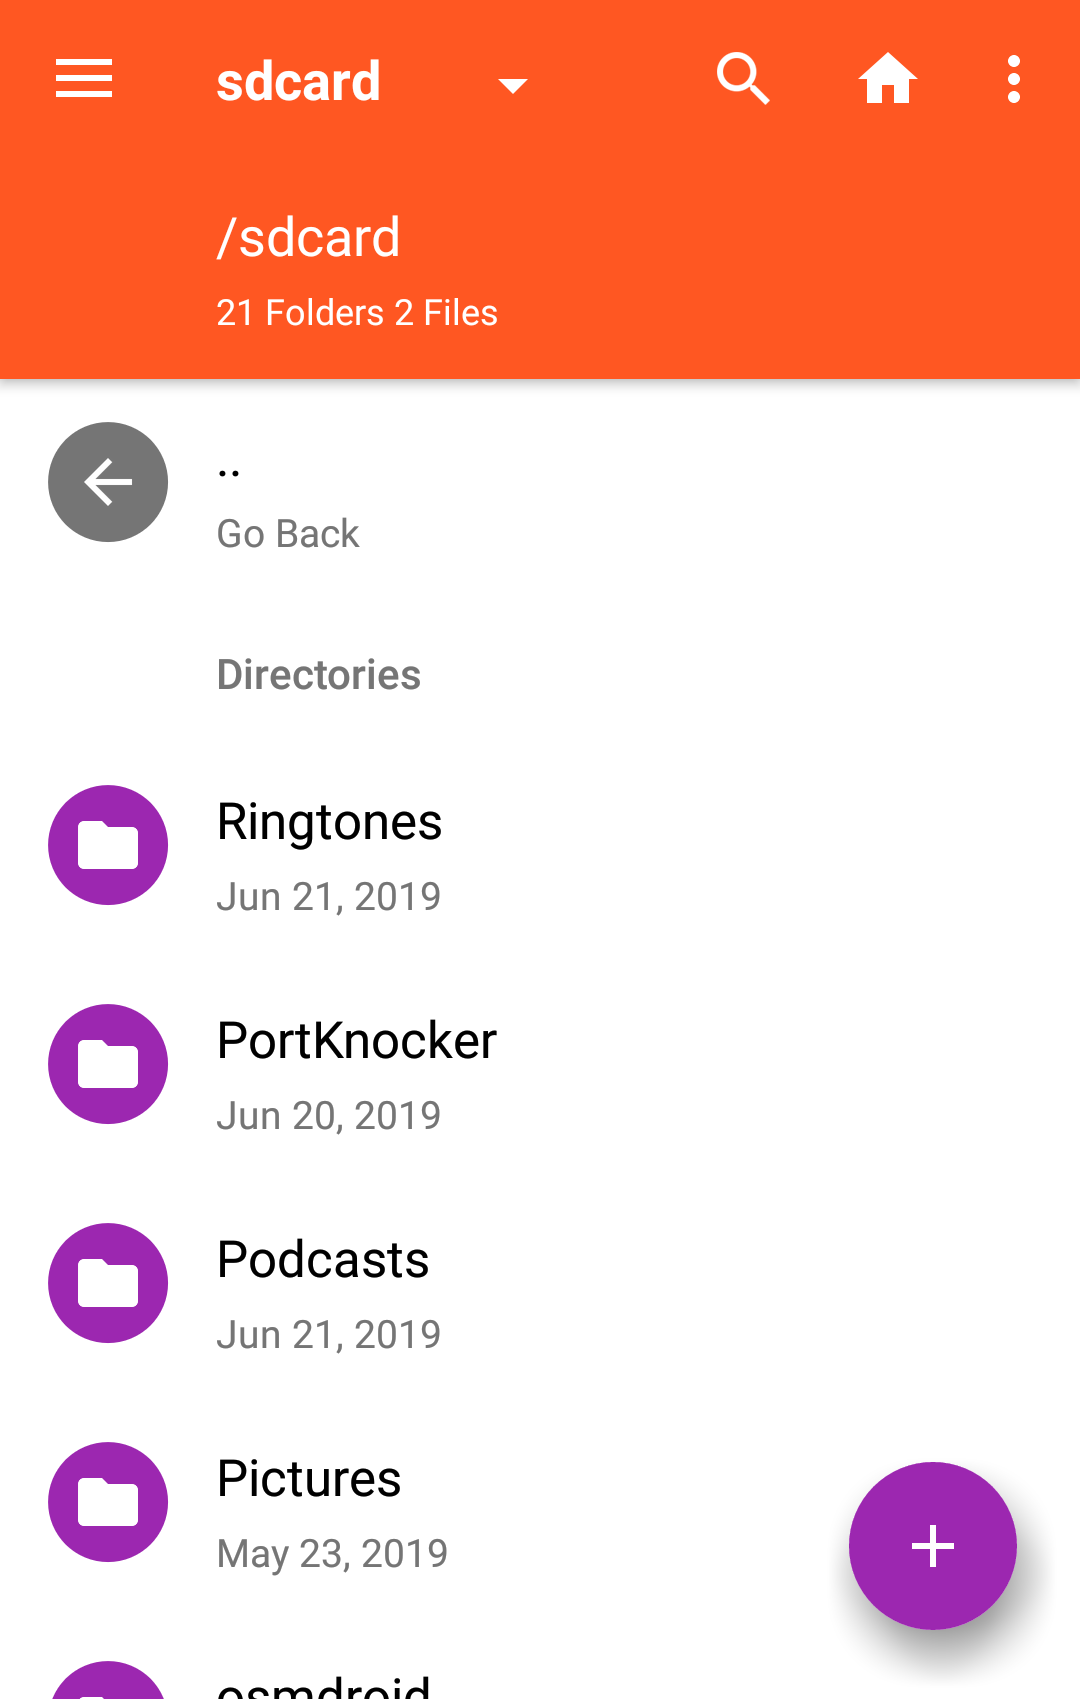 sdcard
/sdcard
21 Folders 2 Files
..
Go Back
Directories
Ringtones
Jun 21, 2019
PortKnocker
Jun 20, 2019
Podcasts
Jun 21, 2019
Pictures
May 23, 2019
osmdroid